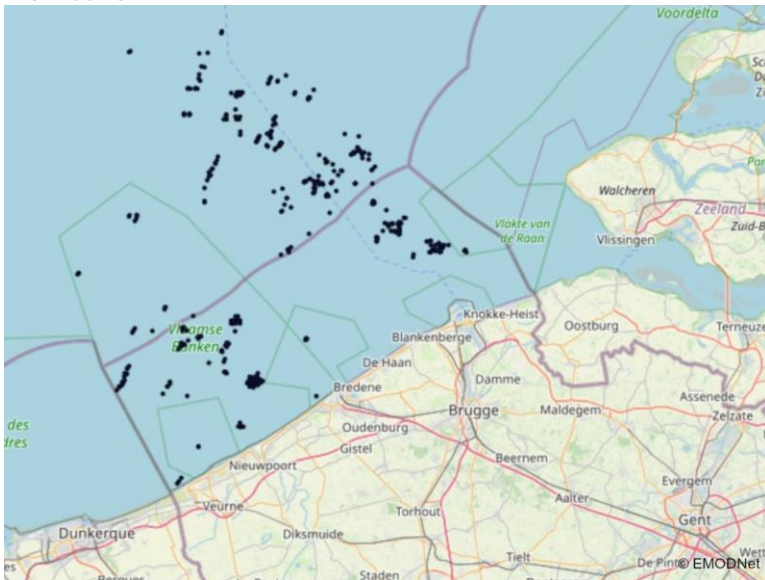 Voordelta
Walcheren
Zeeland
Vlakte van
de Raan
Zuid-B
Vlissingen
Knokke-Heist
Oostburg
Terneuze
Blankenberge
Vlaamse
Banken
De Haan
Damme
Bredene
Assenede
des
dres
Brugge
Maldegem
Zelzate
Oudenburg
Gistel
Beernem
Nieuwpoort
Evergem
Aalter
Veurne
Torhout
Gent
Dunkerque
Diksmuide
Tielt
De Pint
© EMODNet
Staden